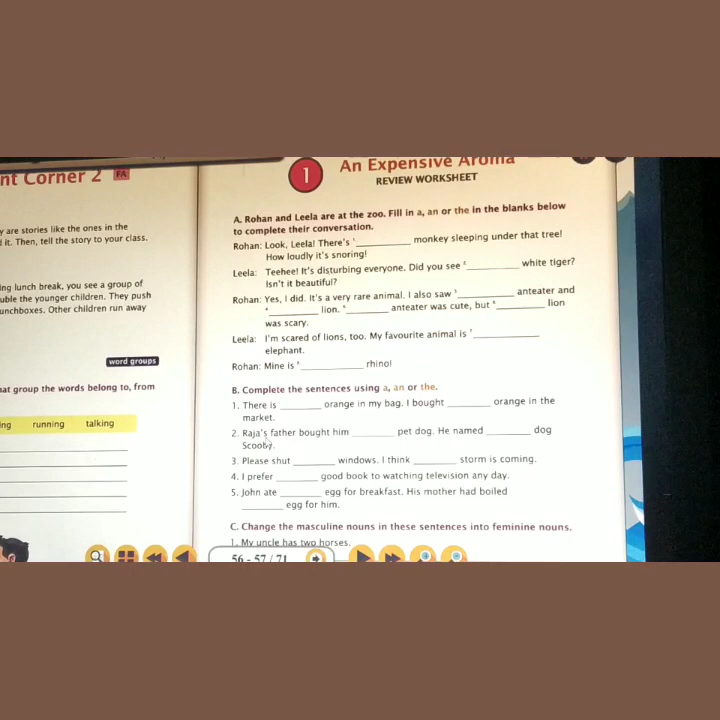 nt Corner 2 FA
y are stories like the ones in the
it. Then, tell the story to your class.
ing lunch break, you see a group of
uble the younger children. They push
unchboxes. Other children run away
word groups
hat group the words belong to, from
ing running talking
1 An Expensive Aroma
REVIEW WORKSHEET
A. Rohan and Leela are at the zoo. Fill in a, an or the in the blanks below
to complete their conversation.
Rohan: Look, Leela! There's ¹__________ monkey sleeping under that tree!
How loudly it's snoring!
Leela: Teehee! It's disturbing everyone. Did you see ²__________ white tiger?
Isn't it beautiful?
Rohan: Yes, I did. It's a very rare animal. I also saw ³__________ anteater and
⁴__________ lion. ⁵__________ anteater was cute, but ⁶__________ lion
was scary.
Leela: I'm scared of lions, too. My favourite animal is ⁷__________
elephant.
Rohan: Mine is ⁸__________ rhino!
B. Complete the sentences using a, an or the.
1. There is ________ orange in my bag. I bought ________ orange in the
market.
2. Raja's father bought him ________ pet dog. He named ________ dog
Scooby.
3. Please shut ________ windows. I think ________ storm is coming.
4. I prefer ________ good book to watching television any day.
5. John ate ________ egg for breakfast. His mother had boiled
________ egg for him.
C. Change the masculine nouns in these sentences into feminine nouns.
1. My uncle has two horses.
56 - 57 / 71